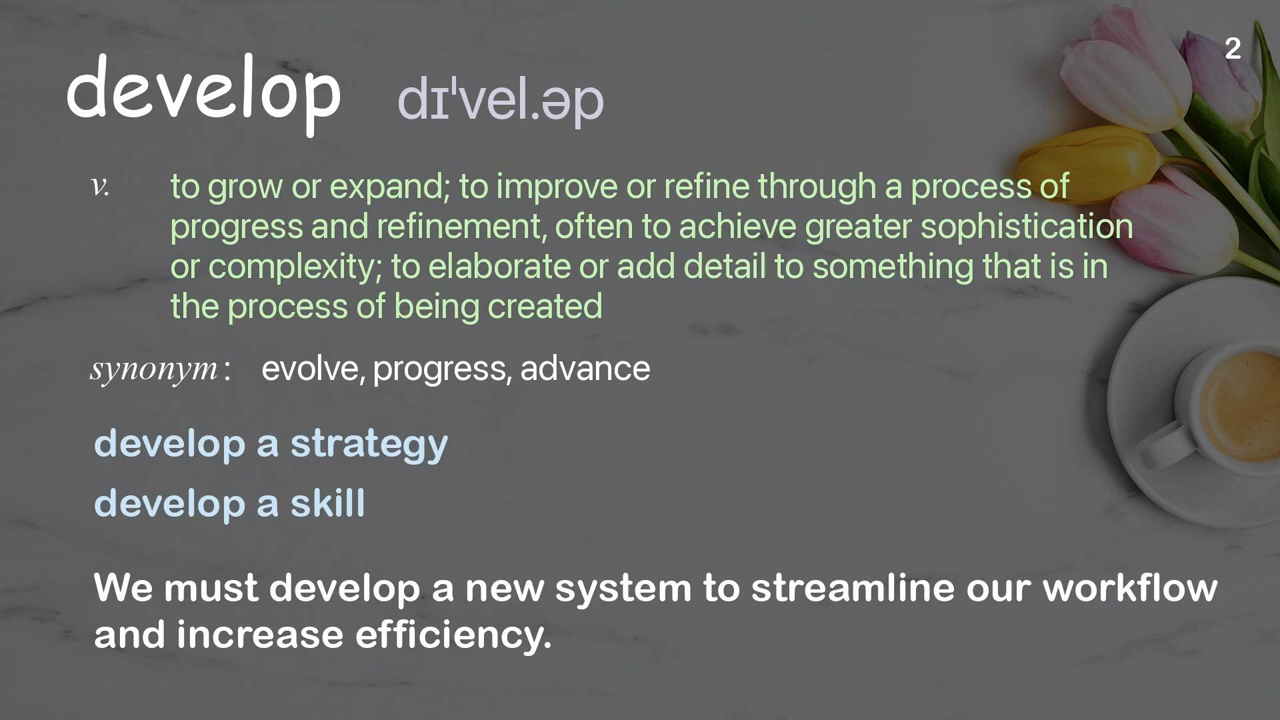 2
develop dɪˈvel.əp
v. to grow or expand; to improve or refine through a process of
progress and refinement, often to achieve greater sophistication
or complexity; to elaborate or add detail to something that is in
the process of being created
synonym: evolve, progress, advance
develop a strategy
develop a skill
We must develop a new system to streamline our workflow
and increase efficiency.